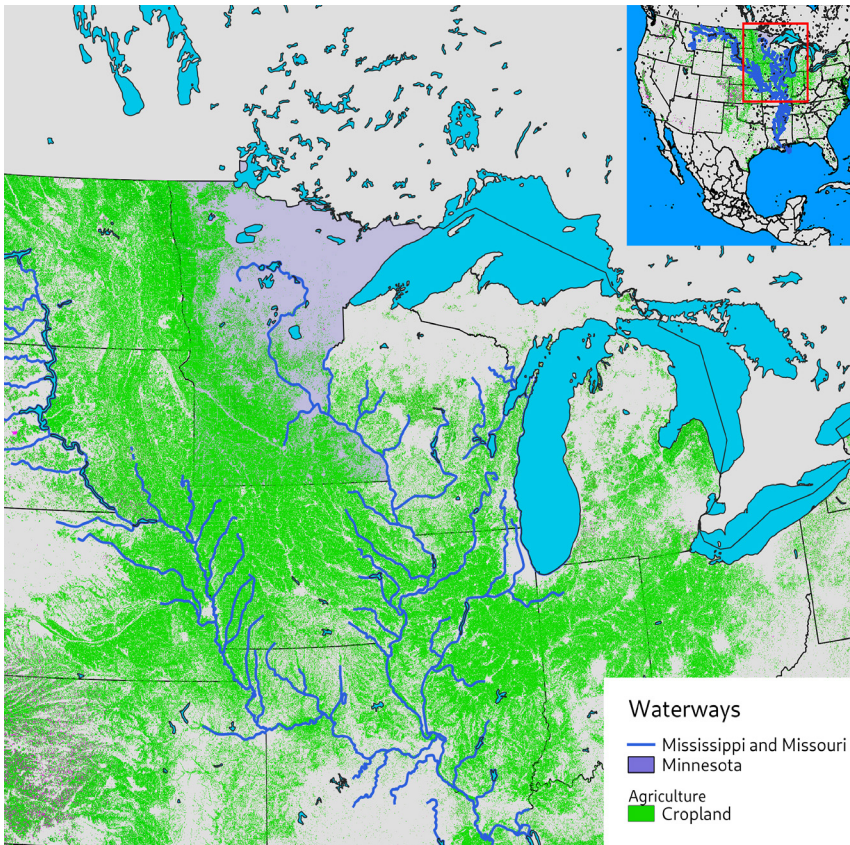 Waterways
Mississippi and Missouri
Minnesota
Agriculture
Cropland